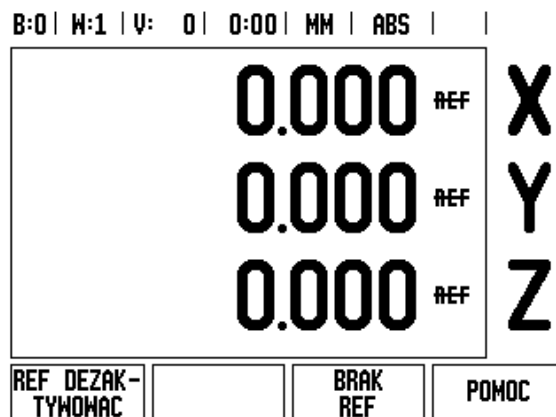 B:0 | W:1 | V: 0 | 0:00 | MM | ABS | |
0.000 REF X
0.000 REF Y
0.000 REF Z
REF DEZAK-
TYWOWAC
BRAK
REF
POMOC